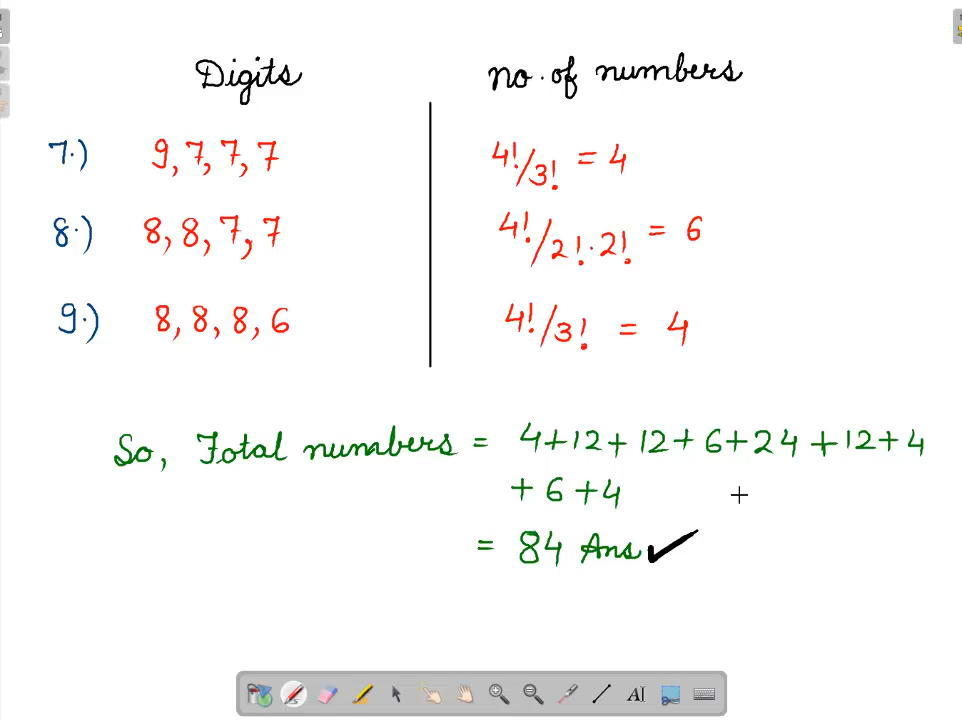 Digits no. of numbers
7.) 9, 7, 7, 7 4!/3! = 4
8.) 8, 8, 7, 7 4!/2!.2! = 6
9.) 8, 8, 8, 6 4!/3! = 4
So, Total numbers = 4+12+12+6+24+12+4
+6+4
= 84 Ans ✓
AI